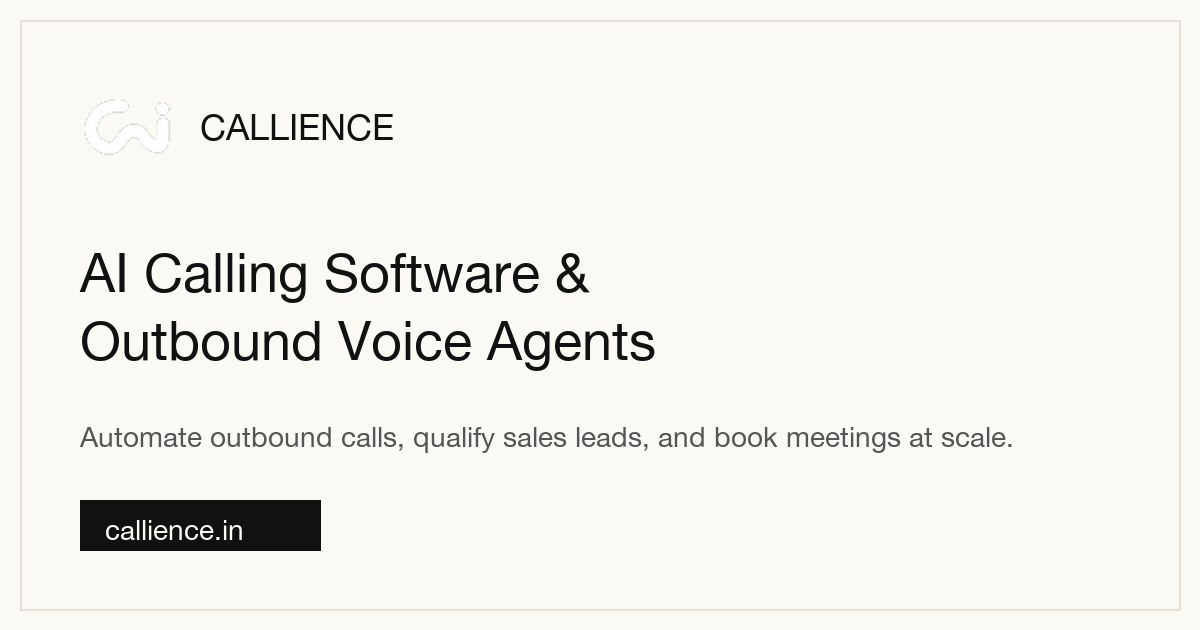 CALLIENCE
AI Calling Software &
Outbound Voice Agents
Automate outbound calls, qualify sales leads, and book meetings at scale.
callience.in